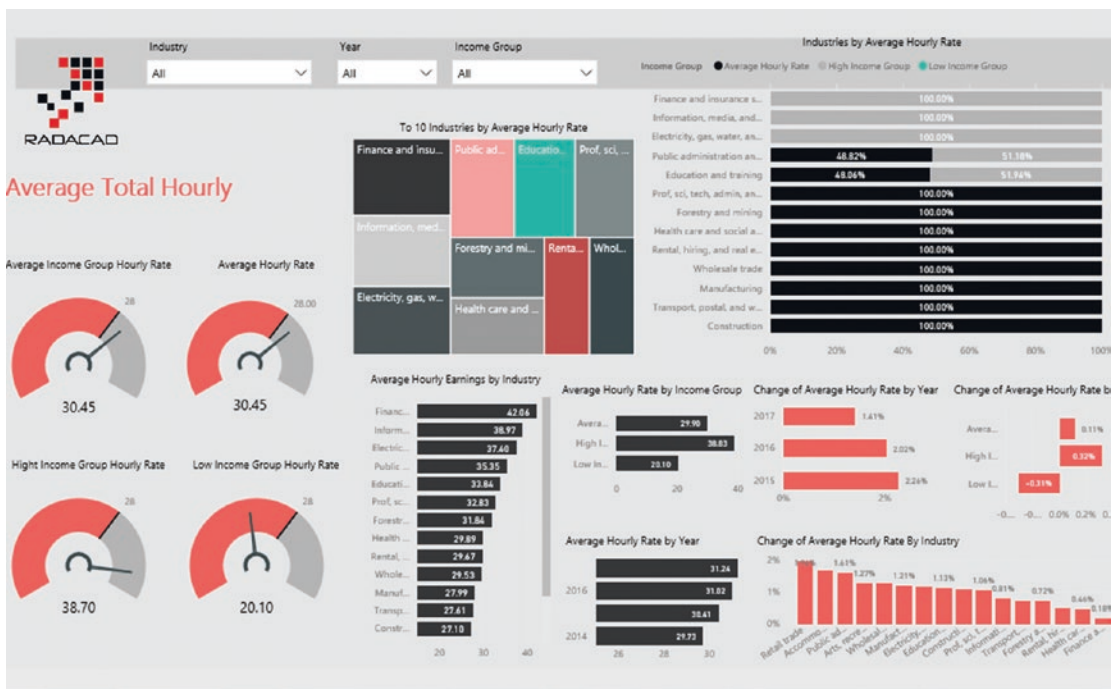 Industry
All
Year
All
Income Group
All
RADACAD
Average Total Hourly
Average Income Group Hourly Rate
28
30.45
Average Hourly Rate
28.00
30.45
Hight Income Group Hourly Rate
28
38.70
Low Income Group Hourly Rate
28
20.10
To 10 Industries by Average Hourly Rate
Finance and insu...
Public ad...
Educatio...
Prof, sci, ...
Information, med...
Forestry and mi...
Renta...
Whol...
Electricity, gas, w...
Health care and ...
Industries by Average Hourly Rate
Income Group Average Hourly Rate High Income Group Low Income Group
Finance and insurance s... 100.00%
Information, media, and... 100.00%
Electricity, gas, water, an... 100.00%
Public administration an... 48.82% 51.18%
Education and training 48.06% 51.94%
Prof, sci, tech, admin, an... 100.00%
Forestry and mining 100.00%
Health care and social a... 100.00%
Rental, hiring, and real e... 100.00%
Wholesale trade 100.00%
Manufacturing 100.00%
Transport, postal, and w... 100.00%
Construction 100.00%
0% 20% 40% 60% 80% 100%
Average Hourly Earnings by Industry
Financ... 42.06
Inform... 38.97
Electric... 37.40
Public ... 35.35
Educati... 33.84
Prof, sc... 32.83
Forestr... 31.84
Health ... 29.89
Rental, ... 29.67
Whole... 29.53
Manuf... 27.99
Transp... 27.61
Constr... 27.10
20 30 40
Average Hourly Rate by Income Group
Avera... 29.90
High I... 38.83
Low In... 20.10
0 20 40
Change of Average Hourly Rate by Year
2017 1.41%
2016 2.02%
2015 2.26%
0% 2%
Change of Average Hourly Rate b
Avera... 0.11%
High I... 0.32%
Low I... -0.31%
-0... -0... 0.0% 0.2% 0.
Average Hourly Rate by Year
31.26
2016 31.02
30.41
2014 29.73
26 28 30
Change of Average Hourly Rate By Industry
2%
1%
0%
1.61% 1.27% 1.21% 1.13% 1.06% 0.81% 0.72% 0.46% 0.18%
Retail trade
Accommo...
Public ad...
Arts, recre...
Wholesal...
Manufact...
Electricity,...
Education...
Constructi...
Prof, sci, t...
Informati...
Transport,...
Forestry a...
Rental, hir...
Health car...
Finance a...